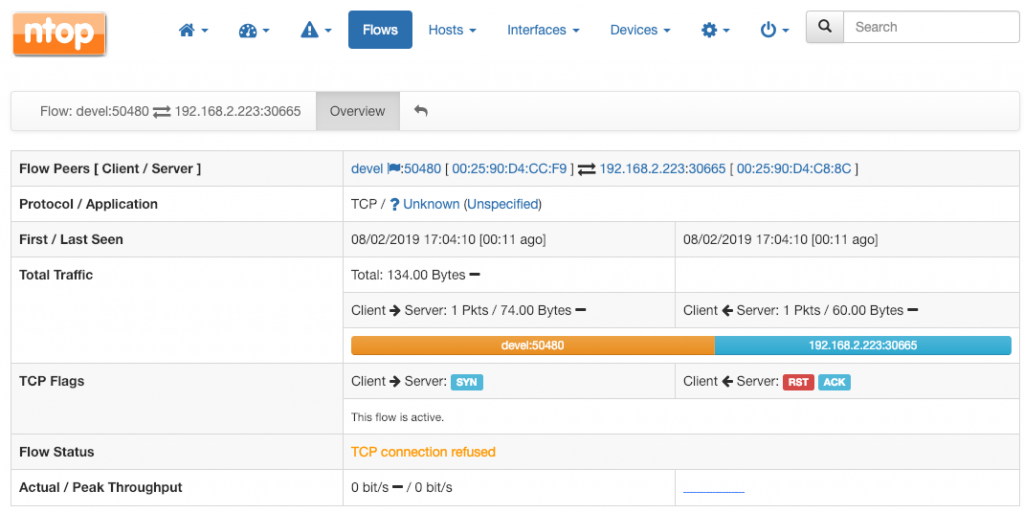 ntop
Flows Hosts Interfaces Devices Search
Flow: devel:50480 192.168.2.223:30665 Overview
Flow Peers [ Client / Server ] devel :50480 [ 00:25:90:D4:CC:F9 ] 192.168.2.223:30665 [ 00:25:90:D4:C8:8C ]
Protocol / Application TCP / ? Unknown (Unspecified)
First / Last Seen 08/02/2019 17:04:10 [00:11 ago] 08/02/2019 17:04:10 [00:11 ago]
Total Traffic Total: 134.00 Bytes
Client → Server: 1 Pkts / 74.00 Bytes Client ← Server: 1 Pkts / 60.00 Bytes
devel:50480 192.168.2.223:30665
TCP Flags Client → Server: SYN Client ← Server: RST ACK
This flow is active.
Flow Status TCP connection refused
Actual / Peak Throughput 0 bit/s — / 0 bit/s